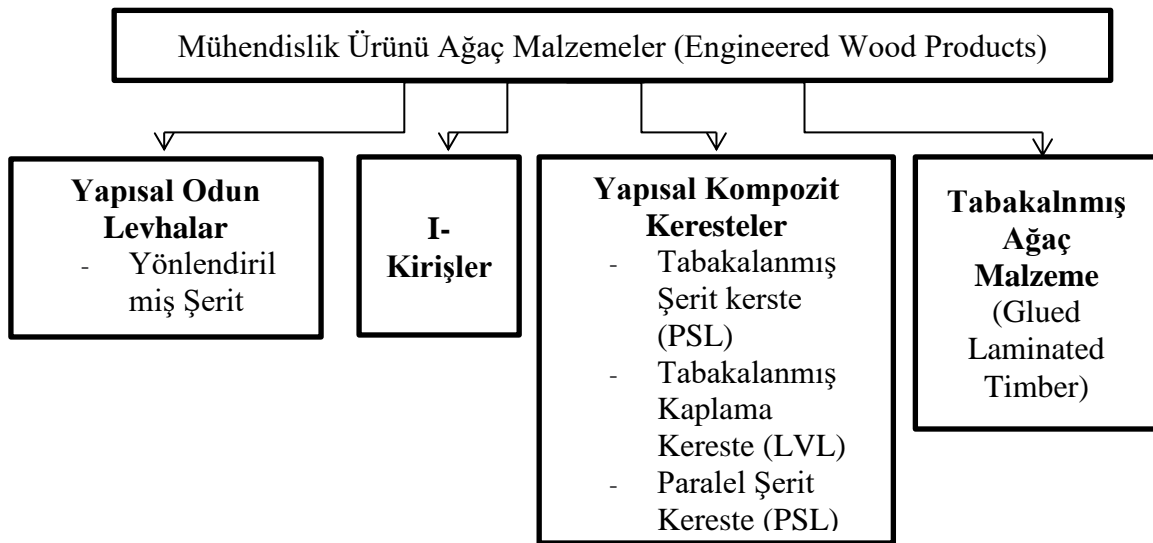 Mühendislik Ürünü Ağaç Malzemeler (Engineered Wood Products)
Yapısal Odun
Levhalar
- Yönlendiril
miş Şerit
I-
Kirişler
Yapısal Kompozit
Keresteler
- Tabakalanmış
Şerit kerste
(PSL)
- Tabakalanmış
Kaplama
Kereste (LVL)
- Paralel Şerit
Kereste (PSL)
Tabakalnmış
Ağaç
Malzeme
(Glued
Laminated
Timber)